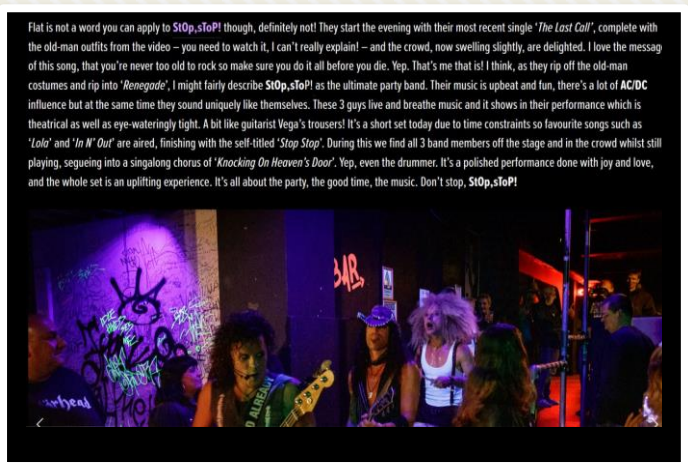 Flat is not a word you can apply to StOp,sToP! though, definitely not! They start the evening with their most recent single ‘The Last Call’, complete with
the old-man outfits from the video – you need to watch it, I can’t really explain! – and the crowd, now swelling slightly, are delighted. I love the messag
of this song, that you’re never too old to rock so make sure you do it all before you die. Yep. That’s me that is! I think, as they rip off the old-man
costumes and rip into ‘Renegade’, I might fairly describe StOp,sToP! as the ultimate party band. Their music is upbeat and fun, there’s a lot of AC/DC
influence but at the same time they sound uniquely like themselves. These 3 guys live and breathe music and it shows in their performance which is
theatrical as well as eye-wateringly tight. A bit like guitarist Vega’s trousers! It’s a short set today due to time constraints so favourite songs such as
‘Lola’ and ‘In N’ Out’ are aired, finishing with the self-titled ‘Stop Stop’. During this we find all 3 band members off the stage and in the crowd whilst still
playing, segueing into a singalong chorus of ‘Knocking On Heaven’s Door’. Yep, even the drummer. It’s a polished performance done with joy and love,
and the whole set is an uplifting experience. It’s all about the party, the good time, the music. Don’t stop, StOp,sToP!
BAR
ALREADY